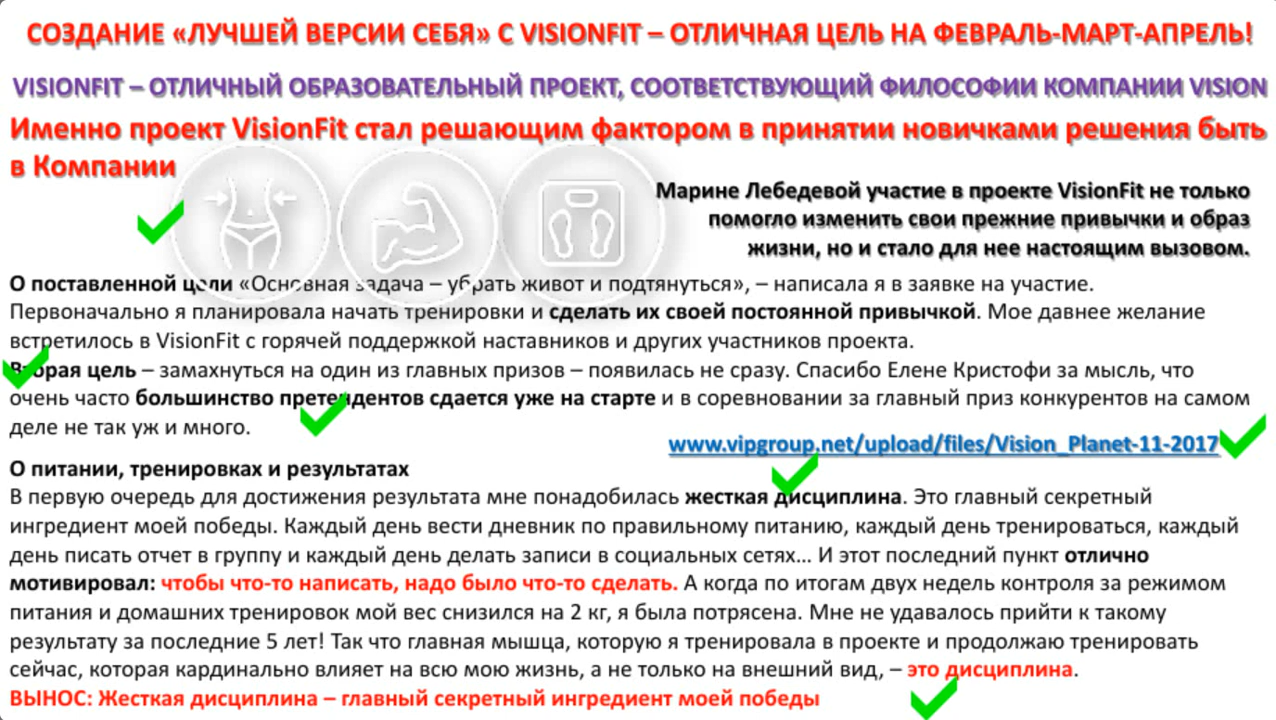 СОЗДАНИЕ «ЛУЧШЕЙ ВЕРСИИ СЕБЯ» С VISIONFIT – ОТЛИЧНАЯ ЦЕЛЬ НА ФЕВРАЛЬ-МАРТ-АПРЕЛЬ!
VISIONFIT – ОТЛИЧНЫЙ ОБРАЗОВАТЕЛЬНЫЙ ПРОЕКТ, СООТВЕТСТВУЮЩИЙ ФИЛОСОФИИ КОМПАНИИ VISION
Именно проект VisionFit стал решающим фактором в принятии новичками решения быть
в Компании
Марине Лебедевой участие в проекте VisionFit не только
помогло изменить свои прежние привычки и образ
жизни, но и стало для нее настоящим вызовом.
О поставленной цели «Основная задача – убрать живот и подтянуться», – написала я в заявке на участие.
Первоначально я планировала начать тренировки и сделать их своей постоянной привычкой. Мое давнее желание
встретилось в VisionFit с горячей поддержкой наставников и других участников проекта.
Вторая цель – замахнуться на один из главных призов – появилась не сразу. Спасибо Елене Кристофи за мысль, что
очень часто большинство претендентов сдается уже на старте и в соревновании за главный приз конкурентов на самом
деле не так уж и много.
www.vipgroup.net/upload/files/Vision_Planet-11-2017
О питании, тренировках и результатах
В первую очередь для достижения результата мне понадобилась жесткая дисциплина. Это главный секретный
ингредиент моей победы. Каждый день вести дневник по правильному питанию, каждый день тренироваться, каждый
день писать отчет в группу и каждый день делать записи в социальных сетях… И этот последний пункт отлично
мотивировал: чтобы что-то написать, надо было что-то сделать. А когда по итогам двух недель контроля за режимом
питания и домашних тренировок мой вес снизился на 2 кг, я была потрясена. Мне не удавалось прийти к такому
результату за последние 5 лет! Так что главная мышца, которую я тренировала в проекте и продолжаю тренировать
сейчас, которая кардинально влияет на всю мою жизнь, а не только на внешний вид, – это дисциплина.
ВЫНОС: Жесткая дисциплина – главный секретный ингредиент моей победы